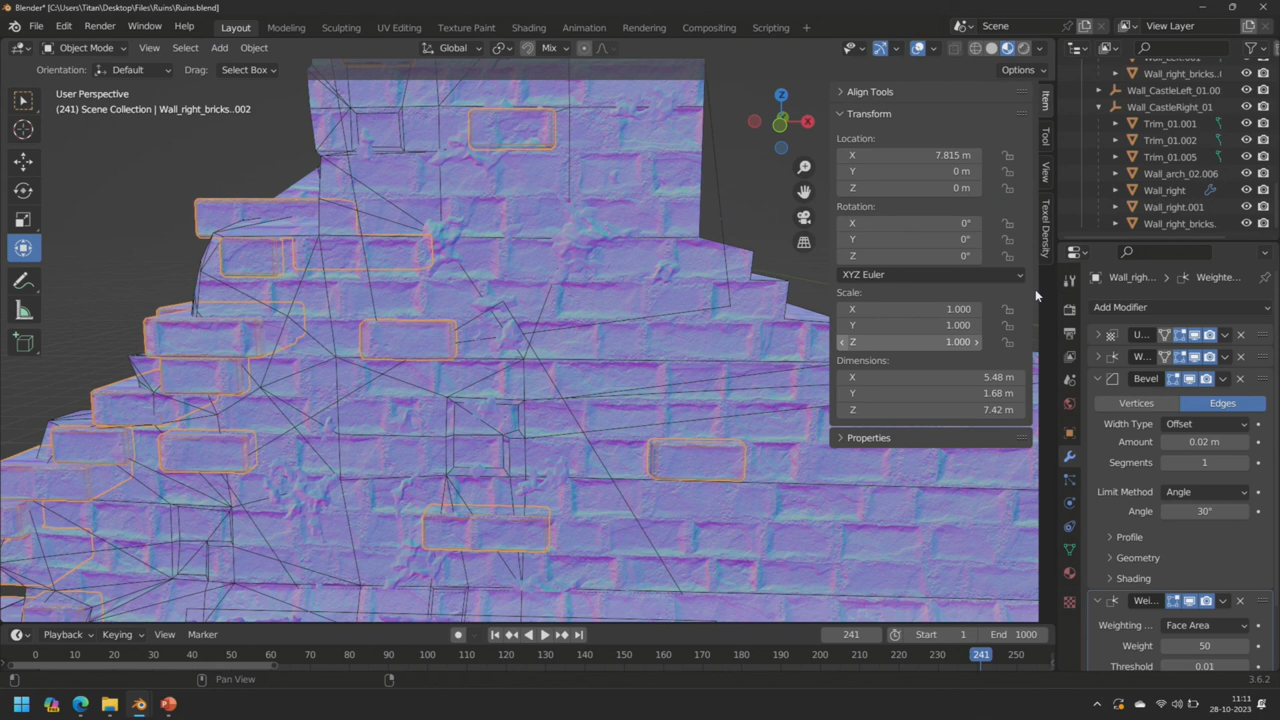 Blender* [C:\Users\Titan\Desktop\Files\Ruins\Ruins.blend]
File Edit Render Window Help Layout Modeling Sculpting UV Editing Texture Paint Shading Animation Rendering Compositing Scripting + Scene View Layer
Object Mode View Select Add Object Global Mix
Orientation: Default Drag: Select Box Options
User Perspective
(241) Scene Collection | Wall_right_bricks..002
Z
X
Align Tools
Transform
Location:
X 7.815 m
Y 0 m
Z 0 m
Rotation:
X 0°
Y 0°
Z 0°
XYZ Euler
Scale:
X 1.000
Y 1.000
Z 1.000
Dimensions:
X 5.48 m
Y 1.68 m
Z 7.42 m
Properties
Item
Tool
View
Texel Density
Wall_right_bricks..(
Wall_CastleLeft_01.00
Wall_CastleRight_01
Trim_01.001
Trim_01.002
Trim_01.005
Wall_arch_02.006
Wall_right
Wall_right.001
Wall_right_bricks.
Wall_righ... Weighte...
Add Modifier
U...
W...
Bevel
Vertices Edges
Width Type Offset
Amount 0.02 m
Segments 1
Limit Method Angle
Angle 30°
Profile
Geometry
Shading
Wei...
Weighting ... Face Area
Weight 50
Threshold 0.01
Playback Keying View Marker 241 Start 1 End 1000
0 10 20 30 40 50 60 70 80 90 100 110 120 130 140 150 160 170 180 190 200 210 220 230 241 250
Pan View 3.6.2
11:11
28-10-2023